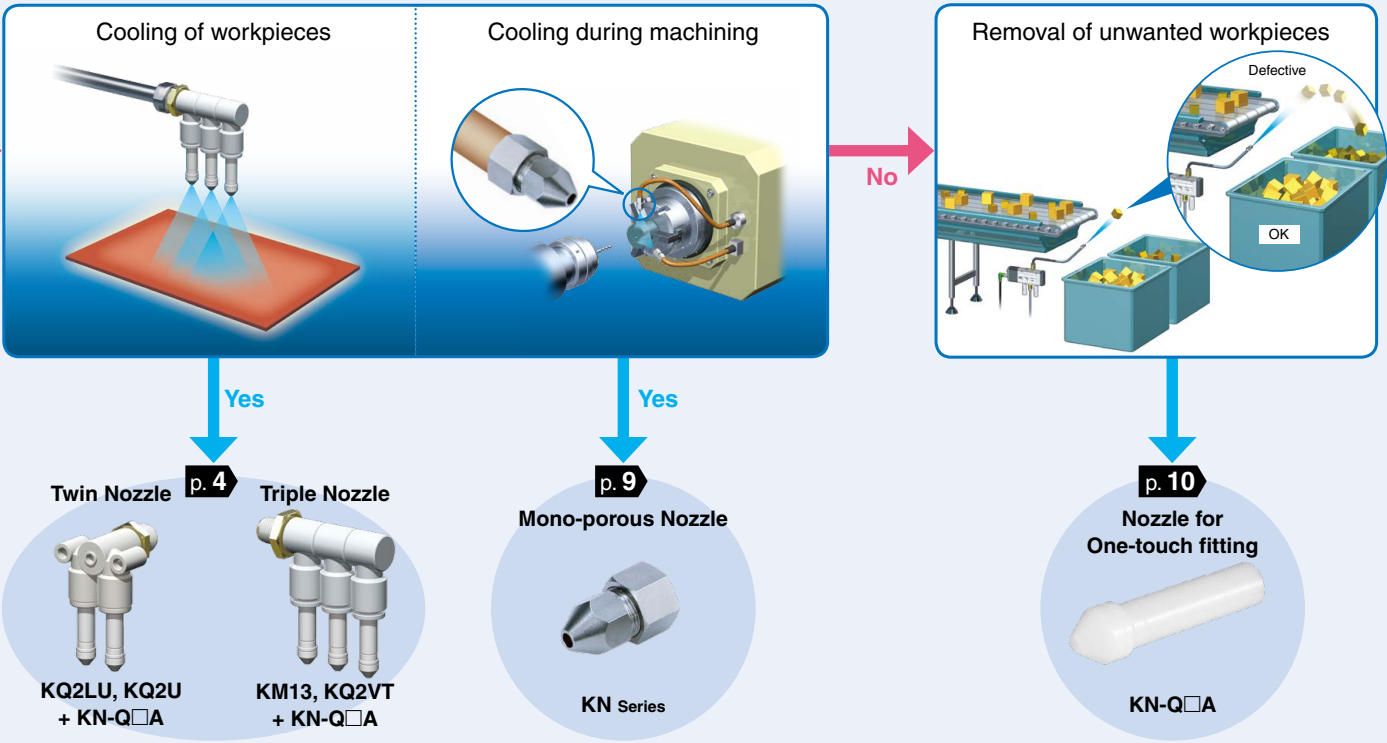 Cooling of workpieces
Cooling during machining
Removal of unwanted workpieces
Defective
OK
No
Yes
Yes
p. 4
Twin Nozzle
Triple Nozzle
KQ2LU, KQ2U
+ KN-Q□A
KM13, KQ2VT
+ KN-Q□A
p. 9
Mono-porous Nozzle
KN Series
p. 10
Nozzle for
One-touch fitting
KN-Q□A